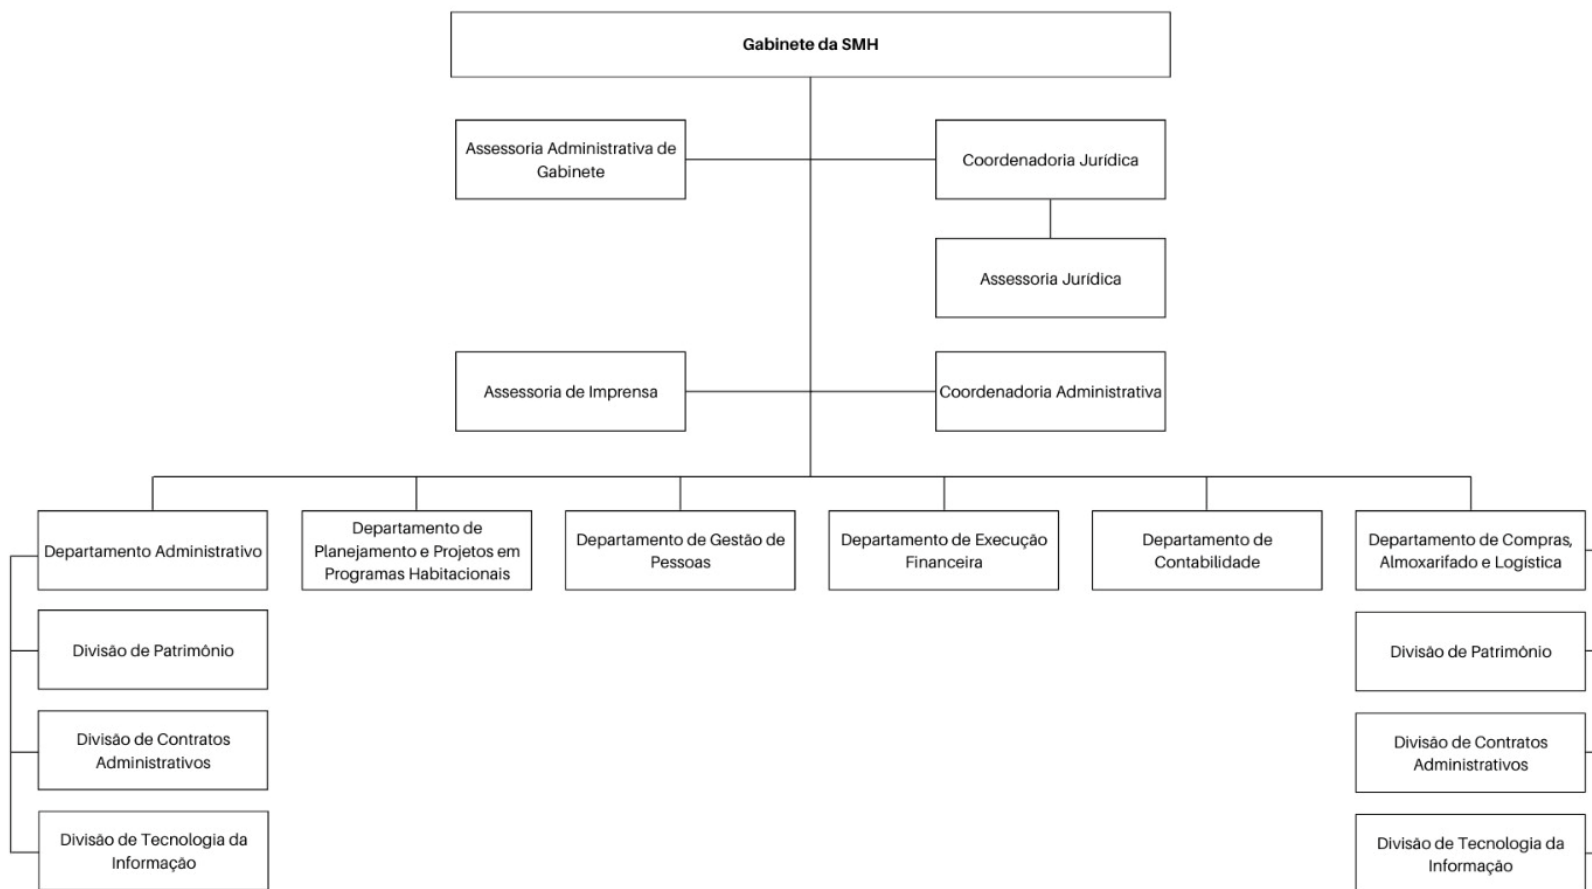 Gabinete da SMH
Assessoria Administrativa de
Gabinete
Coordenadoria Jurídica
Assessoria Jurídica
Assessoria de Imprensa
Coordenadoria Administrativa
Departamento Administrativo
Departamento de
Planejamento e Projetos em
Programas Habitacionais
Departamento de Gestão de
Pessoas
Departamento de Execução
Financeira
Departamento de
Contabilidade
Departamento de Compras,
Almoxarifado e Logística
Divisão de Patrimônio
Divisão de Patrimônio
Divisão de Contratos
Administrativos
Divisão de Contratos
Administrativos
Divisão de Tecnologia da
Informação
Divisão de Tecnologia da
Informação